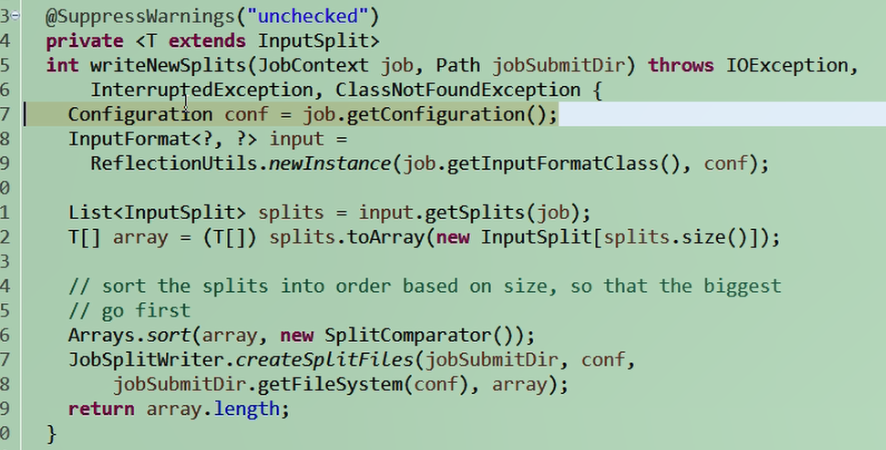 3 @SuppressWarnings("unchecked")
4 private <T extends InputSplit>
5 int writeNewSplits(JobContext job, Path jobSubmitDir) throws IOException,
6 InterruptedException, ClassNotFoundException {
7 Configuration conf = job.getConfiguration();
8 InputFormat<?, ?> input =
9 ReflectionUtils.newInstance(job.getInputFormatClass(), conf);
0
1 List<InputSplit> splits = input.getSplits(job);
2 T[] array = (T[]) splits.toArray(new InputSplit[splits.size()]);
3
4 // sort the splits into order based on size, so that the biggest
5 // go first
6 Arrays.sort(array, new SplitComparator());
7 JobSplitWriter.createSplitFiles(jobSubmitDir, conf,
8 jobSubmitDir.getFileSystem(conf), array);
9 return array.length;
0 }